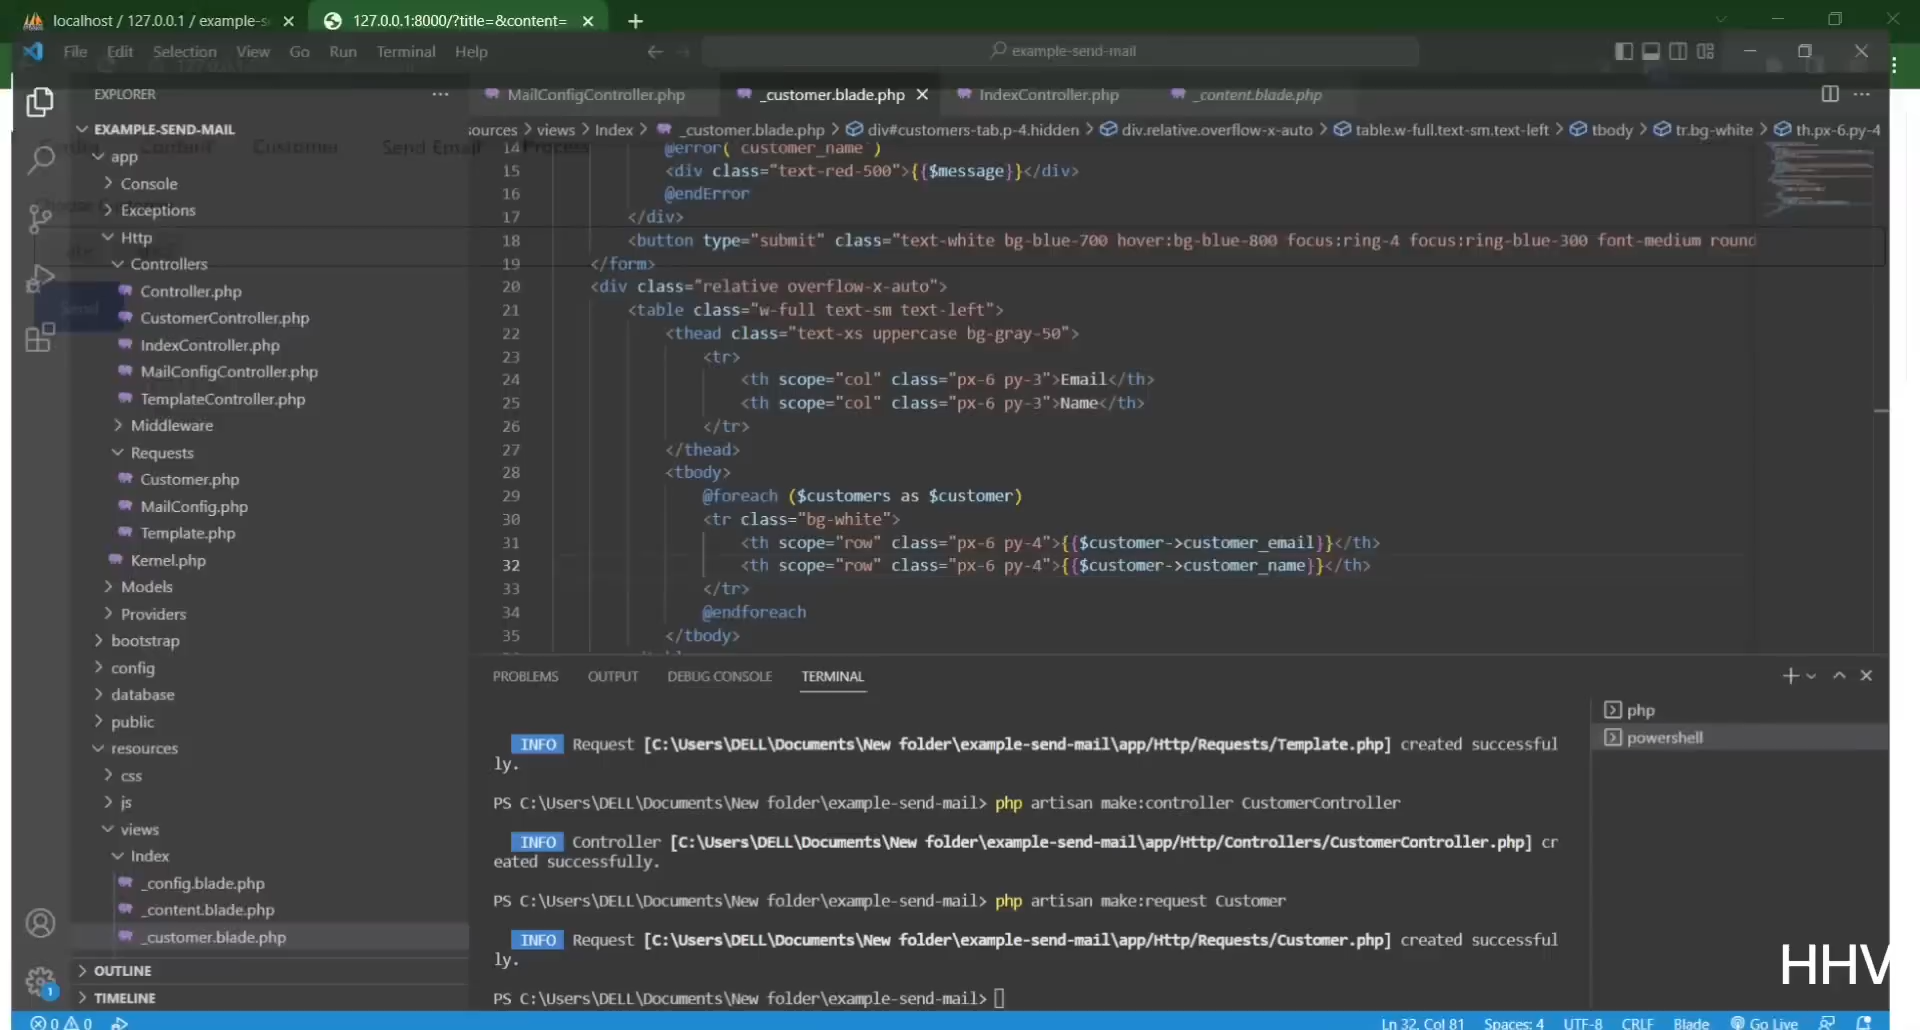 localhost / 127.0.0.1 / example-s
127.0.0.1:8000/?title=&content=
File Edit Selection View Go Run Terminal Help
example-send-mail
EXPLORER
MailConfigController.php
_customer.blade.php
IndexController.php
_content.blade.php
sources > views > Index > _customer.blade.php > div#customers-tab.p-4.hidden > div.relative.overflow-x-auto > table.w-full.text-sm.text-left > tbody > tr.bg-white > th.px-6.py-4
EXAMPLE-SEND-MAIL
app
Console
Exceptions
Http
Controllers
Controller.php
CustomerController.php
IndexController.php
MailConfigController.php
TemplateController.php
Middleware
Requests
Customer.php
MailConfig.php
Template.php
Kernel.php
Models
Providers
bootstrap
config
database
public
resources
css
js
views
Index
_config.blade.php
_content.blade.php
_customer.blade.php
OUTLINE
TIMELINE
Content Customer Send Email Process
Send
14 @error('customer_name')
15 <div class="text-red-500">{{$message}}</div>
16 @endError
17 </div>
18 <button type="submit" class="text-white bg-blue-700 hover:bg-blue-800 focus:ring-4 focus:ring-blue-300 font-medium round
19 </form>
20 <div class="relative overflow-x-auto">
21 <table class="w-full text-sm text-left">
22 <thead class="text-xs uppercase bg-gray-50">
23 <tr>
24 <th scope="col" class="px-6 py-3">Email</th>
25 <th scope="col" class="px-6 py-3">Name</th>
26 </tr>
27 </thead>
28 <tbody>
29 @foreach ($customers as $customer)
30 <tr class="bg-white">
31 <th scope="row" class="px-6 py-4">{{$customer->customer_email}}</th>
32 <th scope="row" class="px-6 py-4">{{$customer->customer_name}}</th>
33 </tr>
34 @endforeach
35 </tbody>
PROBLEMS OUTPUT DEBUG CONSOLE TERMINAL
php
powershell
INFO Request [C:\Users\DELL\Documents\New folder\example-send-mail\app/Http/Requests/Template.php] created successful
ly.
PS C:\Users\DELL\Documents\New folder\example-send-mail> php artisan make:controller CustomerController
INFO Controller [C:\Users\DELL\Documents\New folder\example-send-mail\app/Http/Controllers/CustomerController.php] cr
eated successfully.
PS C:\Users\DELL\Documents\New folder\example-send-mail> php artisan make:request Customer
INFO Request [C:\Users\DELL\Documents\New folder\example-send-mail\app/Http/Requests/Customer.php] created successful
ly.
PS C:\Users\DELL\Documents\New folder\example-send-mail>
HHV
1
0 0
Ln 32, Col 81 Spaces: 4 UTF-8 CRLF Blade Go Live